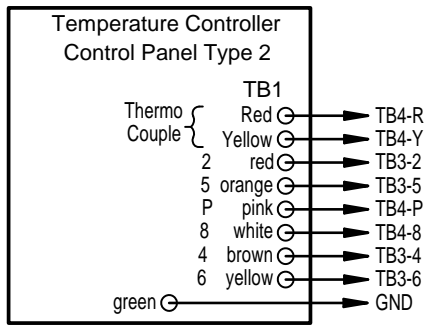 Temperature Controller
Control Panel Type 2
TB1
Thermo Red TB4-R
Couple Yellow TB4-Y
2 red TB3-2
5 orange TB3-5
P pink TB4-P
8 white TB4-8
4 brown TB3-4
6 yellow TB3-6
green GND